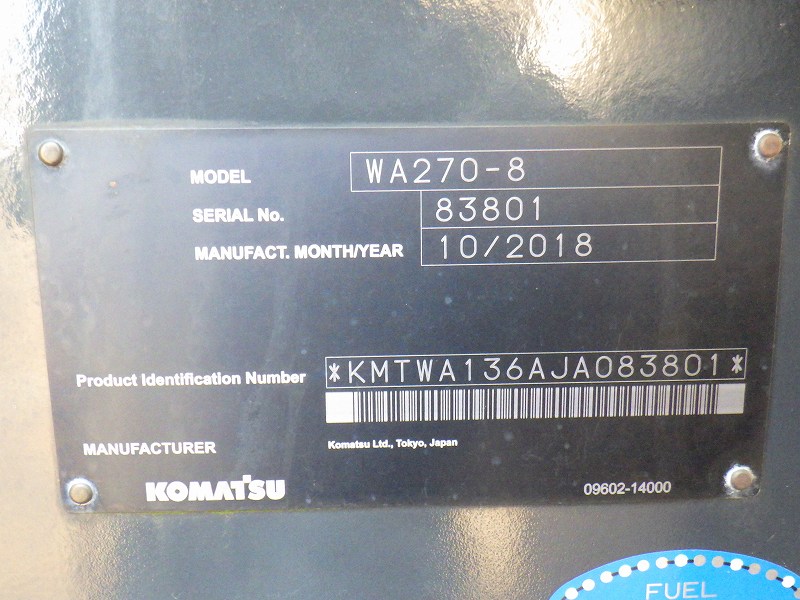 MODEL WA270-8
SERIAL No. 83801
MANUFACT. MONTH/YEAR 10/2018
Product Identification Number *KMTWA136AJA083801*
MANUFACTURER Komatsu Ltd., Tokyo, Japan
KOMATSU 09602-14000
FUEL